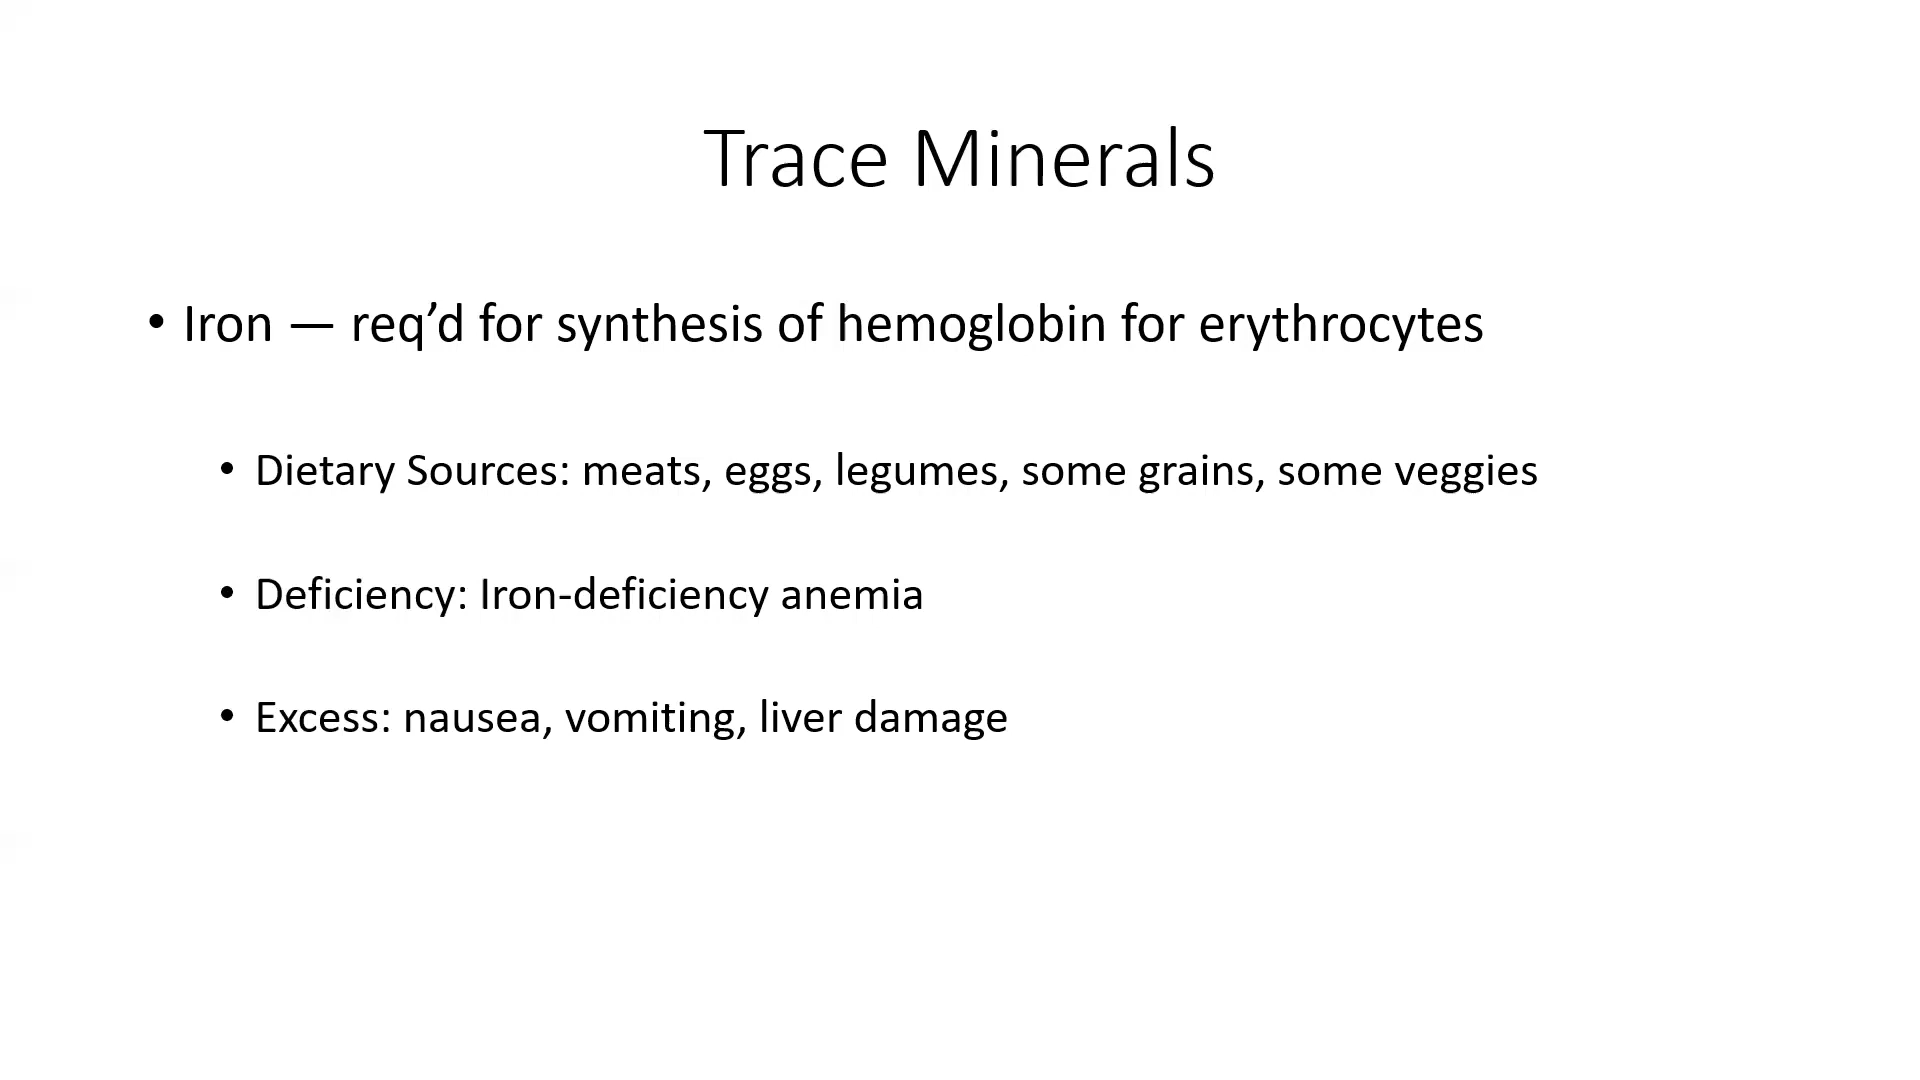 Trace Minerals
• Iron — req’d for synthesis of hemoglobin for erythrocytes
• Dietary Sources: meats, eggs, legumes, some grains, some veggies
• Deficiency: Iron-deficiency anemia
• Excess: nausea, vomiting, liver damage